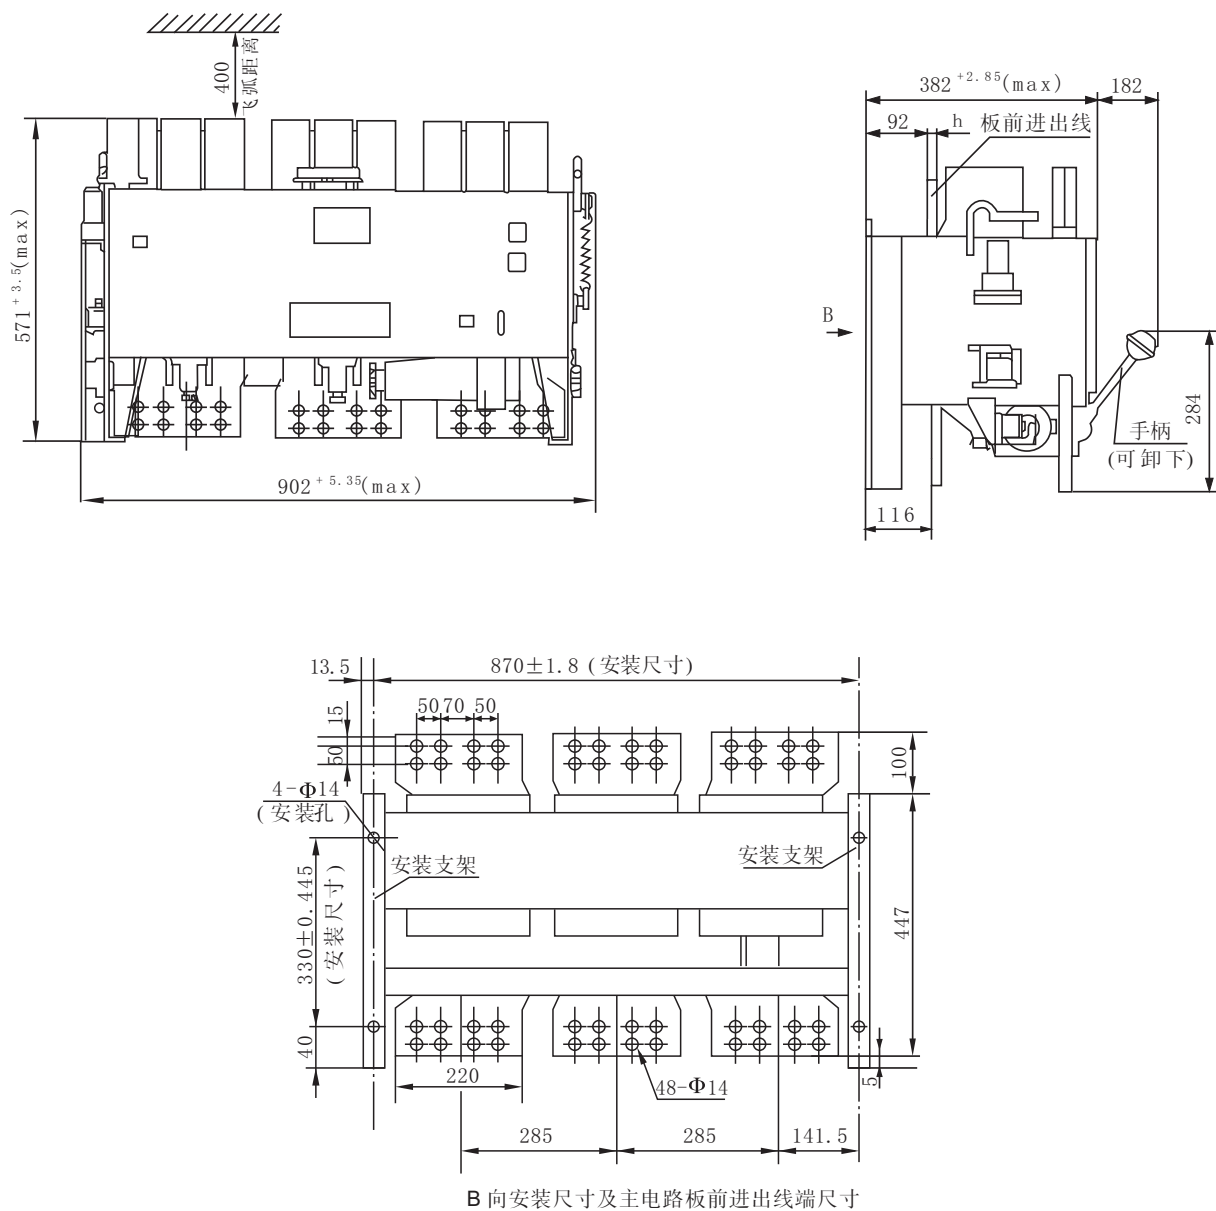 400
飞弧距离
571+3.5(max)
902+5.35(max)
382+2.85(max)
182
92
h
板前进出线
B
284
手柄
(可卸下)
116
13.5
870±1.8(安装尺寸)
50
70
50
15
50
100
4-Φ14
(安装孔)
安装支架
安装支架
330±0.445
(安装尺寸)
447
40
220
48-Φ14
5
285
285
141.5
B 向安装尺寸及主电路板前进出线端尺寸